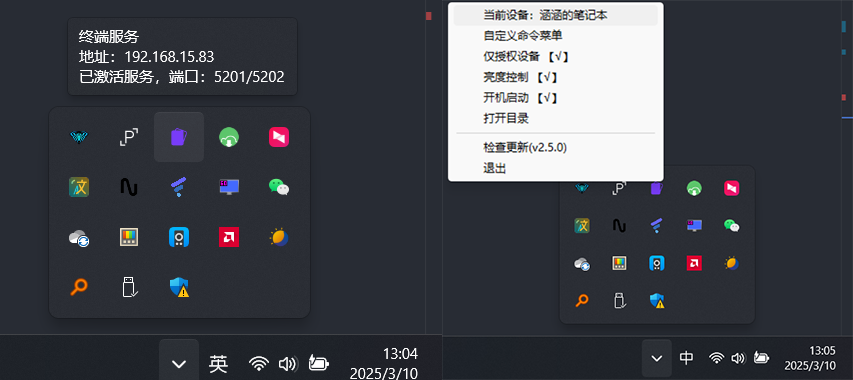 终端服务
地址：192.168.15.83
已激活服务，端口：5201/5202
英
13:04
2025/3/10
当前设备：涵涵的笔记本
自定义命令菜单
仅授权设备 【√】
亮度控制 【√】
开机启动 【√】
打开目录
检查更新(v2.5.0)
退出
中
13:05
2025/3/10